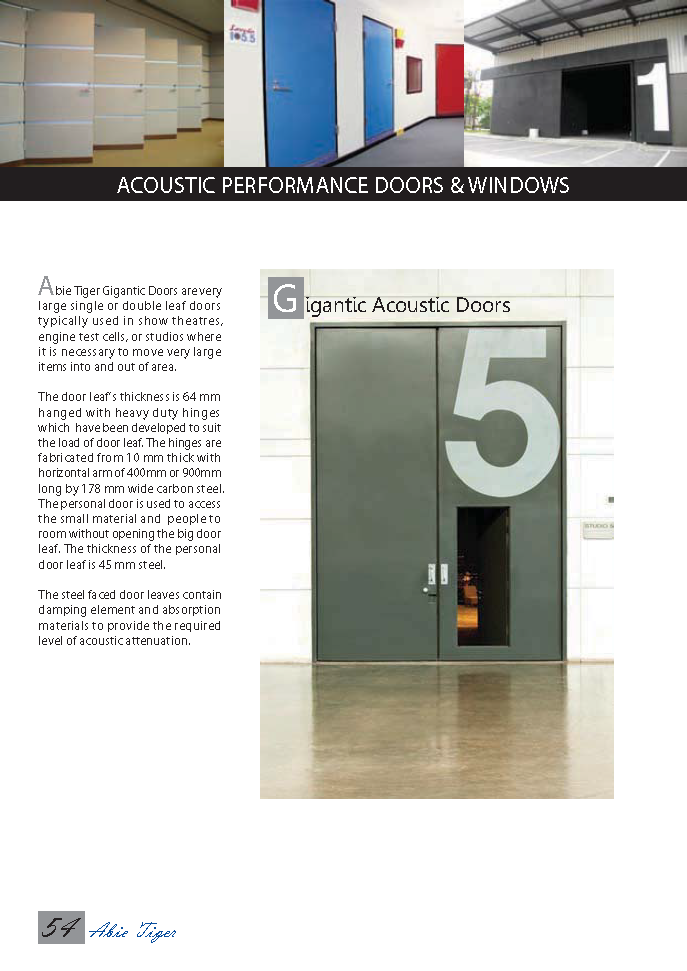 105.5
1
ACOUSTIC PERFORMANCE DOORS & WINDOWS
Abie Tiger Gigantic Doors are very
large single or double leaf doors
typically used in show theatres,
engine test cells, or studios where
it is necessary to move very large
items into and out of area.
The door leaf's thickness is 64 mm
hanged with heavy duty hinges
which have been developed to suit
the load of door leaf. The hinges are
fabricated from 10 mm thick with
horizontal arm of 400mm or 900mm
long by 178 mm wide carbon steel.
The personal door is used to access
the small material and people to
room without opening the big door
leaf. The thickness of the personal
door leaf is 45 mm steel.
The steel faced door leaves contain
damping element and absorption
materials to provide the required
level of acoustic attenuation.
Gigantic Acoustic Doors
5
STUDIO
54 Abie Tiger